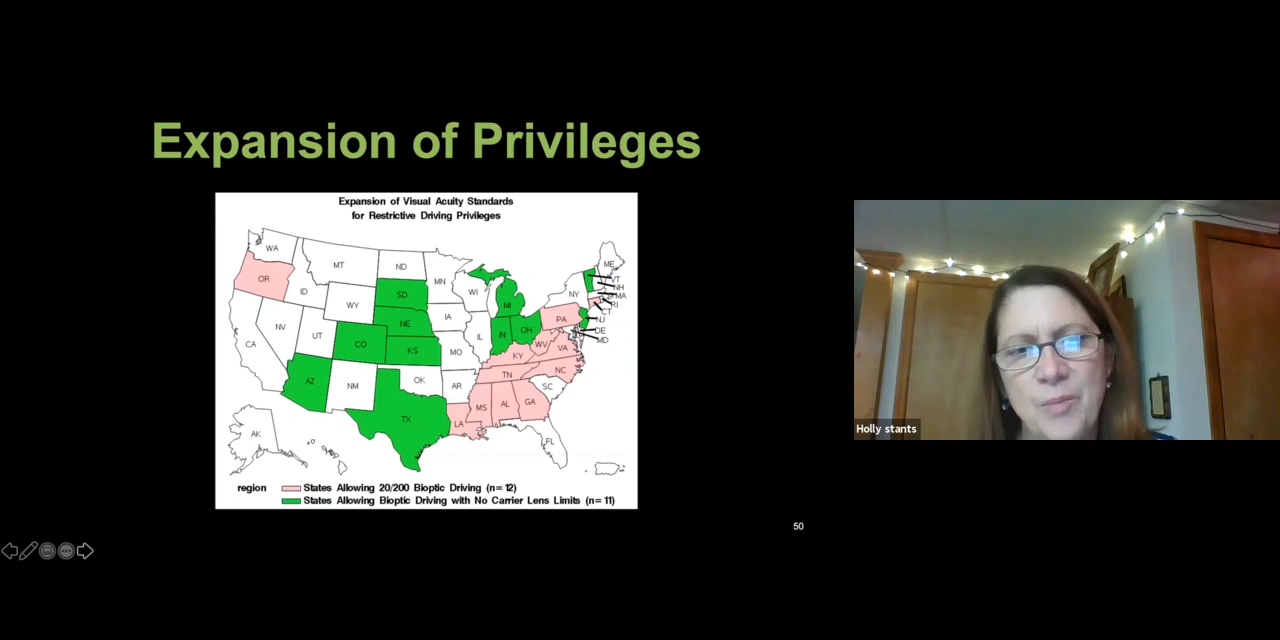 Expansion of Privileges
Expansion of Visual Acuity Standards
for Restrictive Driving Privileges
WA
OR
CA
NV
ID
MT
WY
UT
AZ
CO
NM
ND
SD
NE
KS
OK
TX
MN
IA
MO
AR
LA
WI
IL
MI
IN
OH
KY
TN
MS
AL
GA
FL
SC
NC
VA
WV
PA
NY
ME
VT
NH
MA
RI
CT
NJ
DE
MD
AK
region
States Allowing 20/200 Bioptic Driving (n=12)
States Allowing Bioptic Driving with No Carrier Lens Limits (n=11)
Holly stants
50